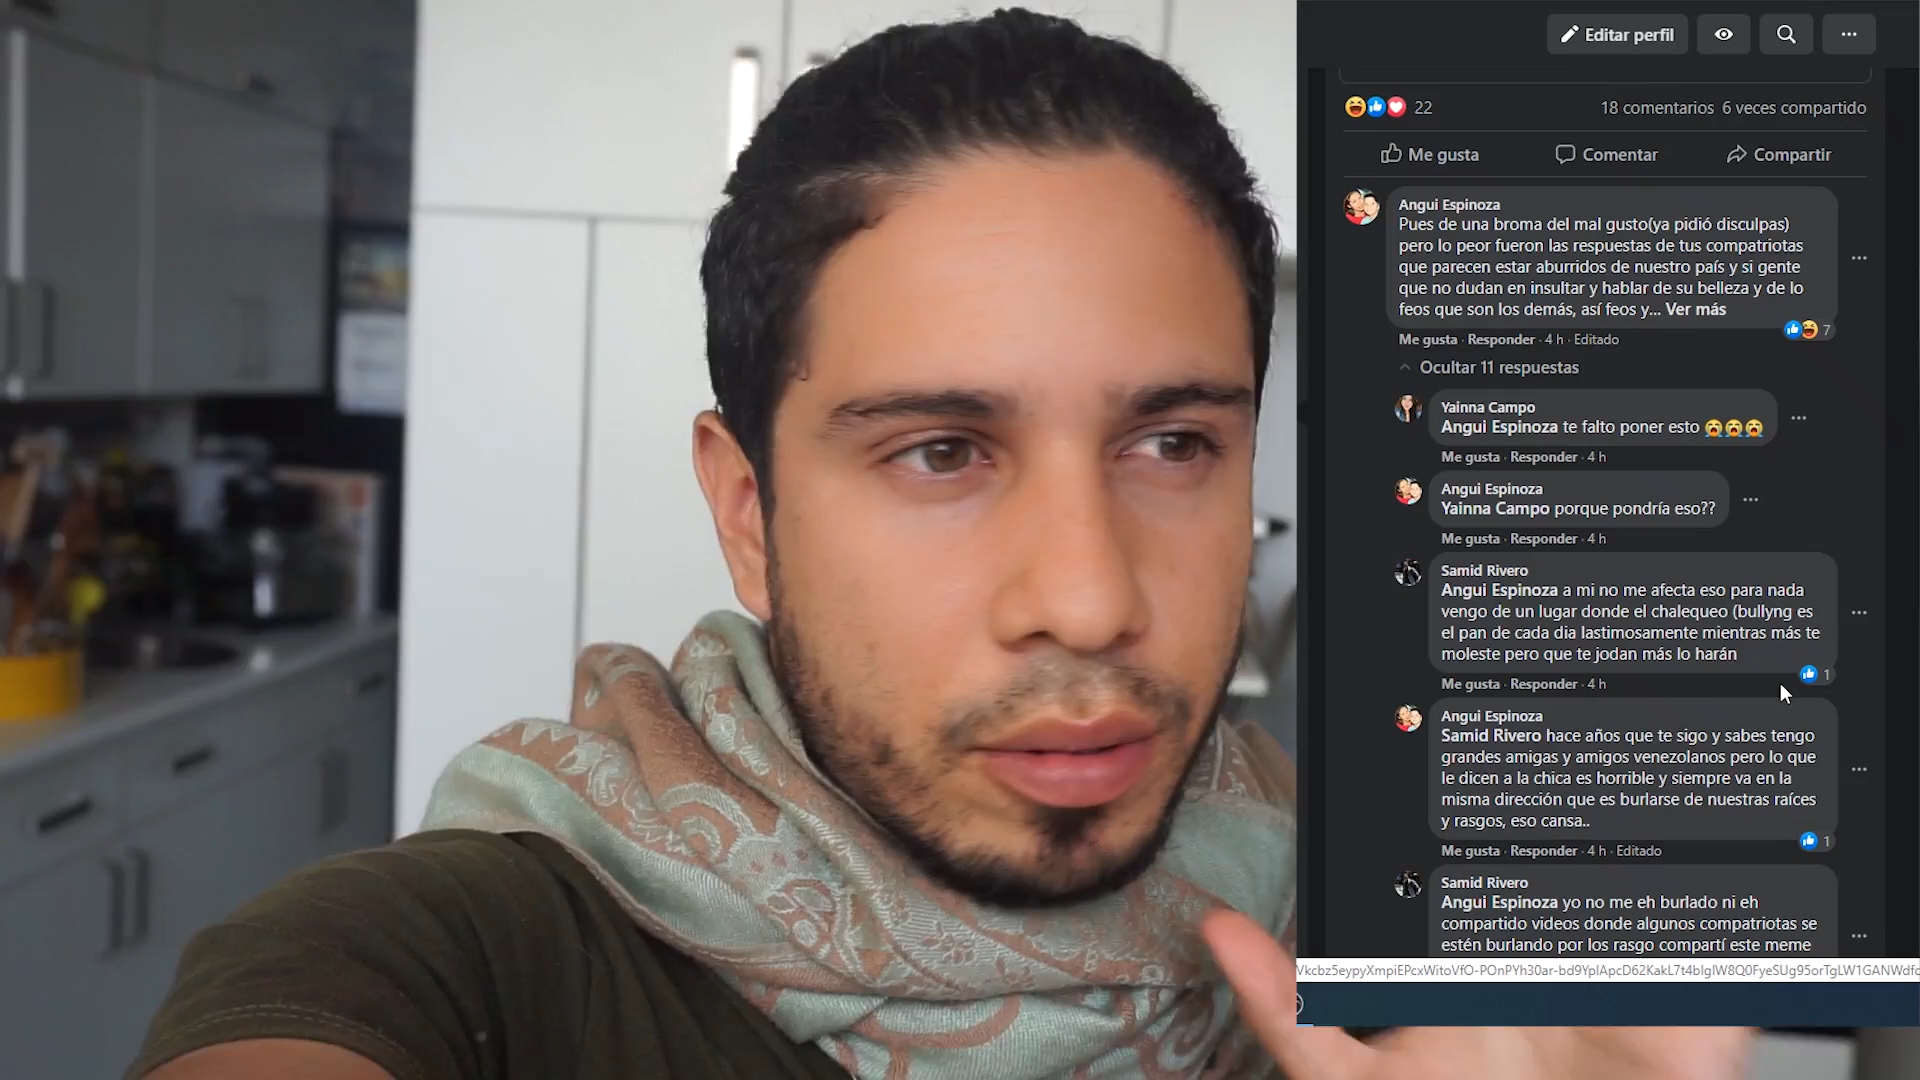 Editar perfil
22
18 comentarios 6 veces compartido
Me gusta
Comentar
Compartir
Angui Espinoza
Pues de una broma del mal gusto(ya pidió disculpas)
pero lo peor fueron las respuestas de tus compatriotas
que parecen estar aburridos de nuestro país y si gente
que no dudan en insultar y hablar de su belleza y de lo
feos que son los demás, así feos y... Ver más
7
Me gusta · Responder · 4 h · Editado
Ocultar 11 respuestas
Yainna Campo
Angui Espinoza te falto poner esto 😭😭😭
Me gusta · Responder · 4 h
Angui Espinoza
Yainna Campo porque pondría eso??
Me gusta · Responder · 4 h
Samid Rivero
Angui Espinoza a mi no me afecta eso para nada
vengo de un lugar donde el chalequeo (bullyng es
el pan de cada dia lastimosamente mientras más te
moleste pero que te jodan más lo harán
1
Me gusta · Responder · 4 h
Angui Espinoza
Samid Rivero hace años que te sigo y sabes tengo
grandes amigas y amigos venezolanos pero lo que
le dicen a la chica es horrible y siempre va en la
misma dirección que es burlarse de nuestras raíces
y rasgos, eso cansa..
1
Me gusta · Responder · 4 h · Editado
Samid Rivero
Angui Espinoza yo no me eh burlado ni eh
compartido videos donde algunos compatriotas se
estén burlando por los rasgo compartí este meme